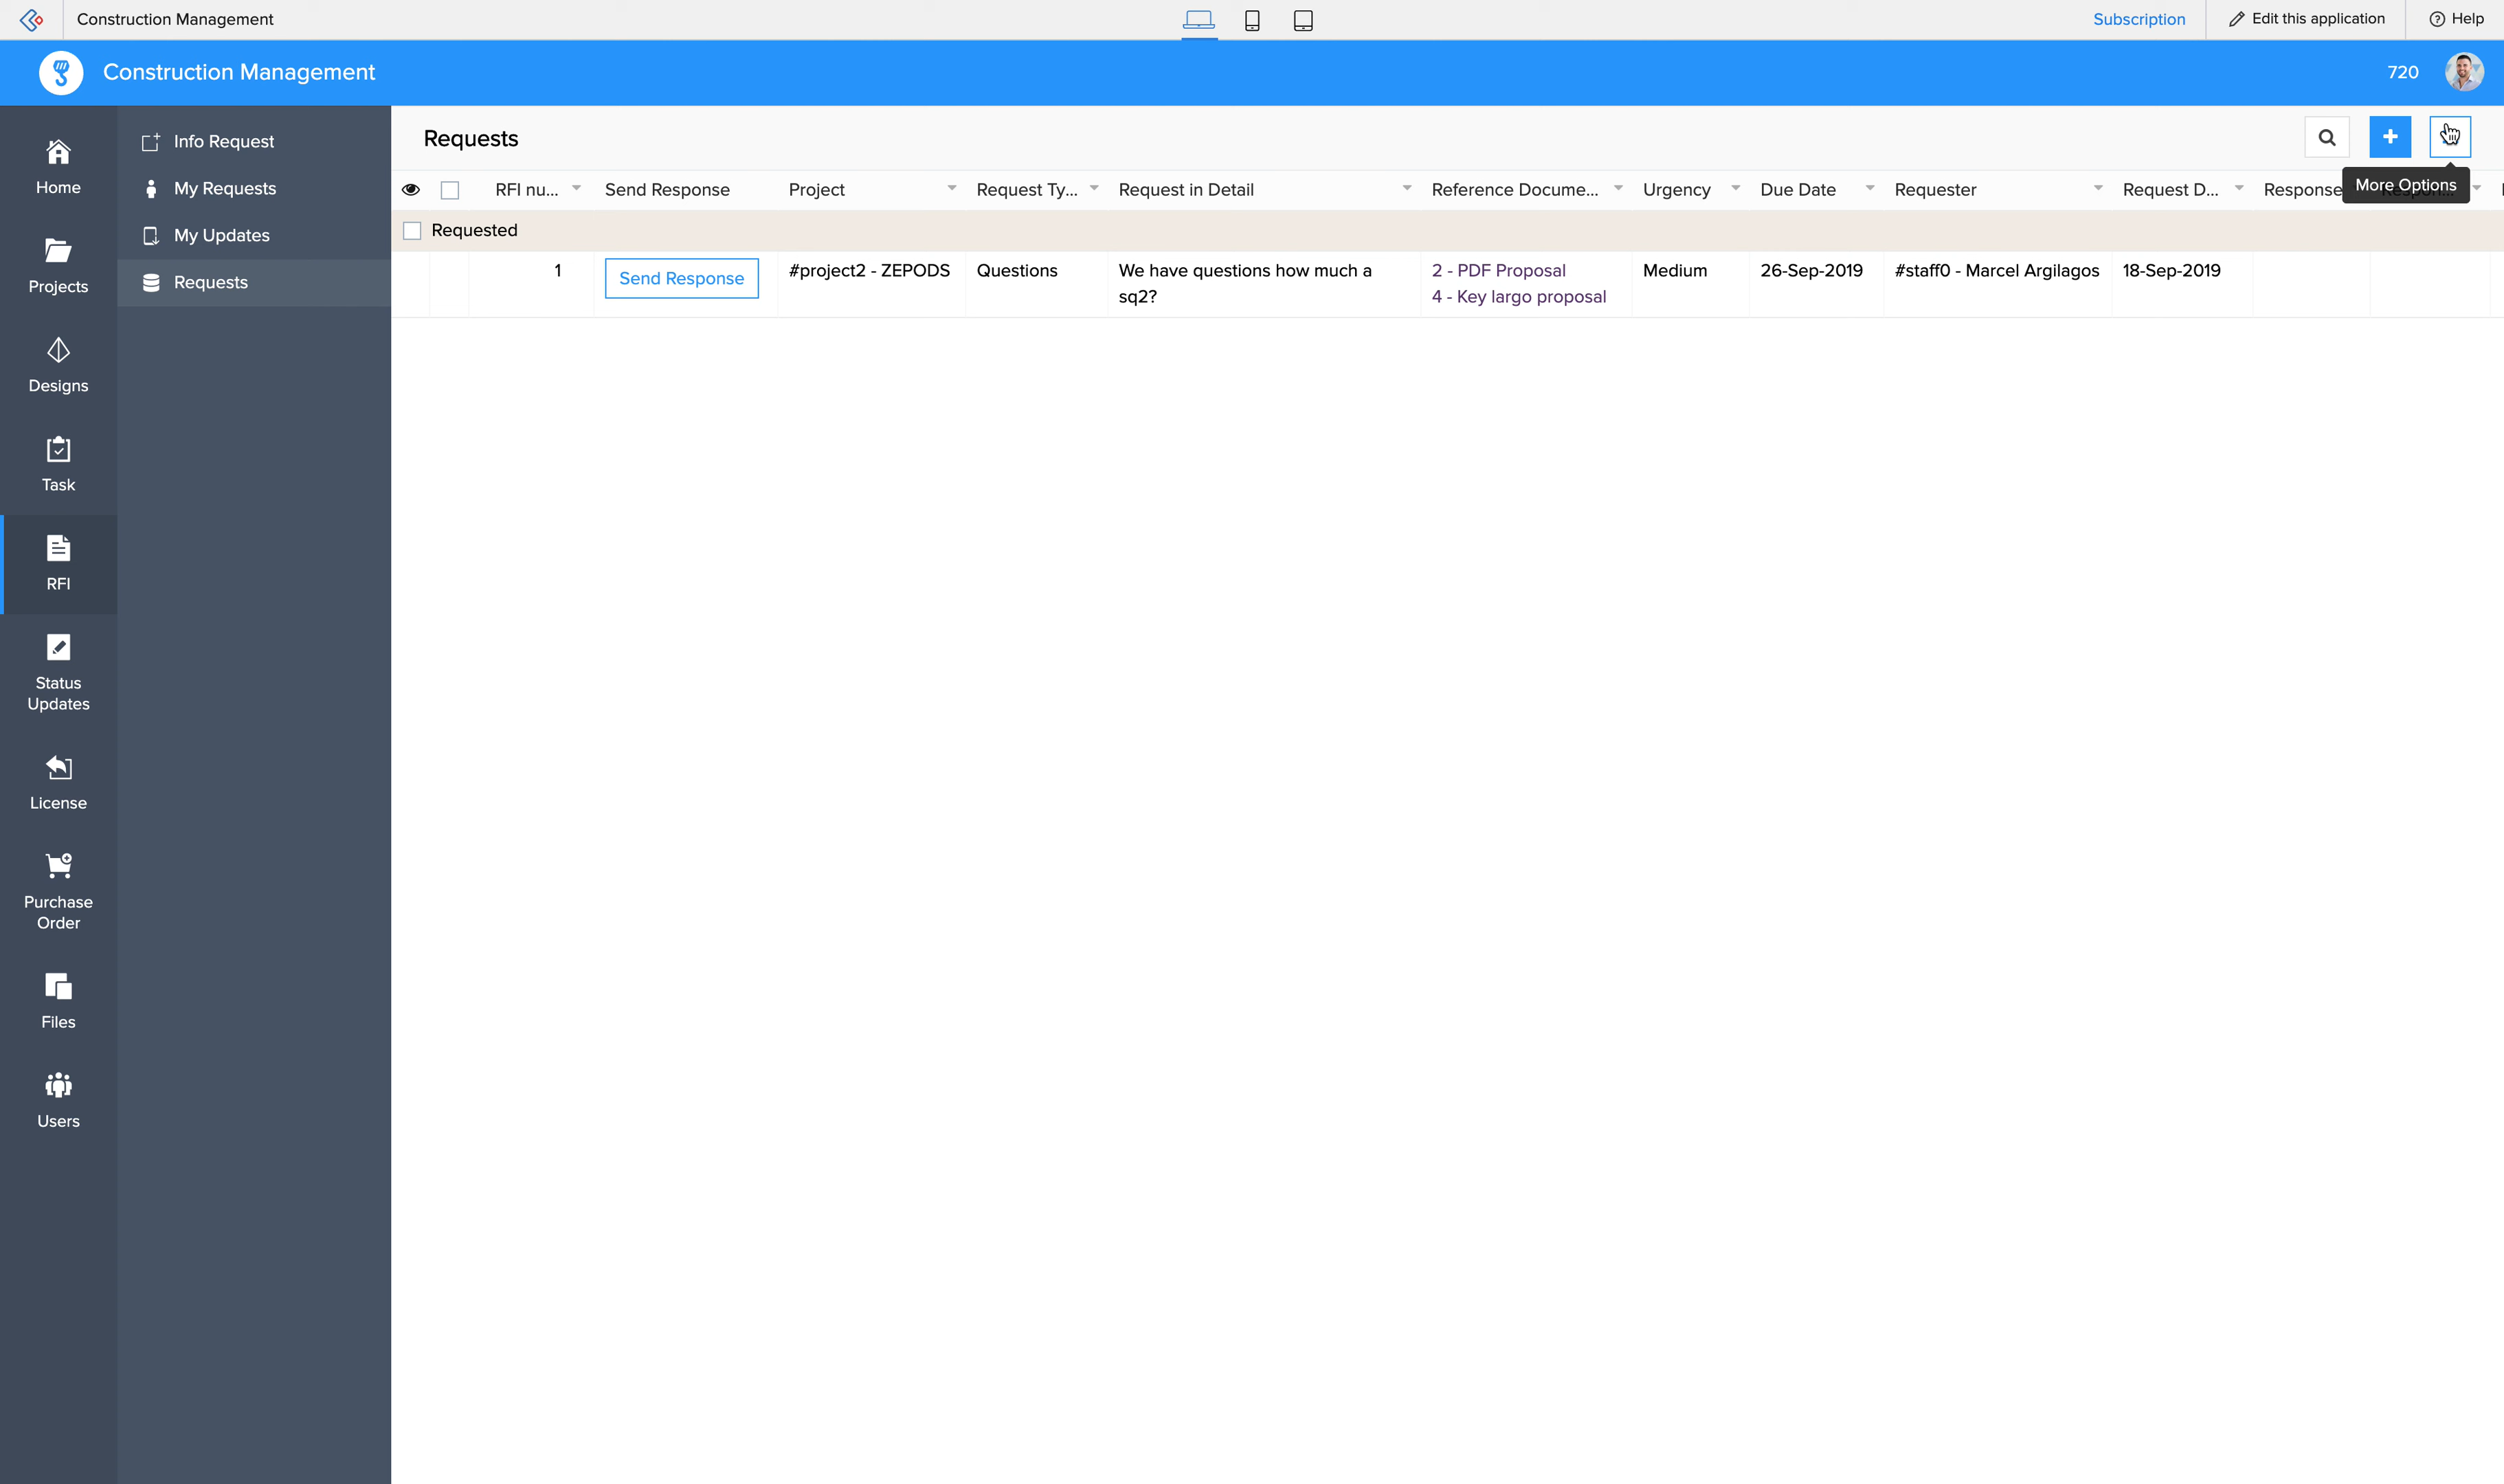 Construction Management
Subscription
Edit this application
Help
Construction Management
720
Home
Projects
Designs
Task
RFI
Status
Updates
License
Purchase
Order
Files
Users
Info Request
My Requests
My Updates
Requests
Requests
More Options
RFI nu... Send Response Project Request Ty... Request in Detail Reference Docume... Urgency Due Date Requester Request D... Response
Requested
1 Send Response #project2 - ZEPODS Questions We have questions how much a 2 - PDF Proposal Medium 26-Sep-2019 #staff0 - Marcel Argilagos 18-Sep-2019
sq2? 4 - Key largo proposal